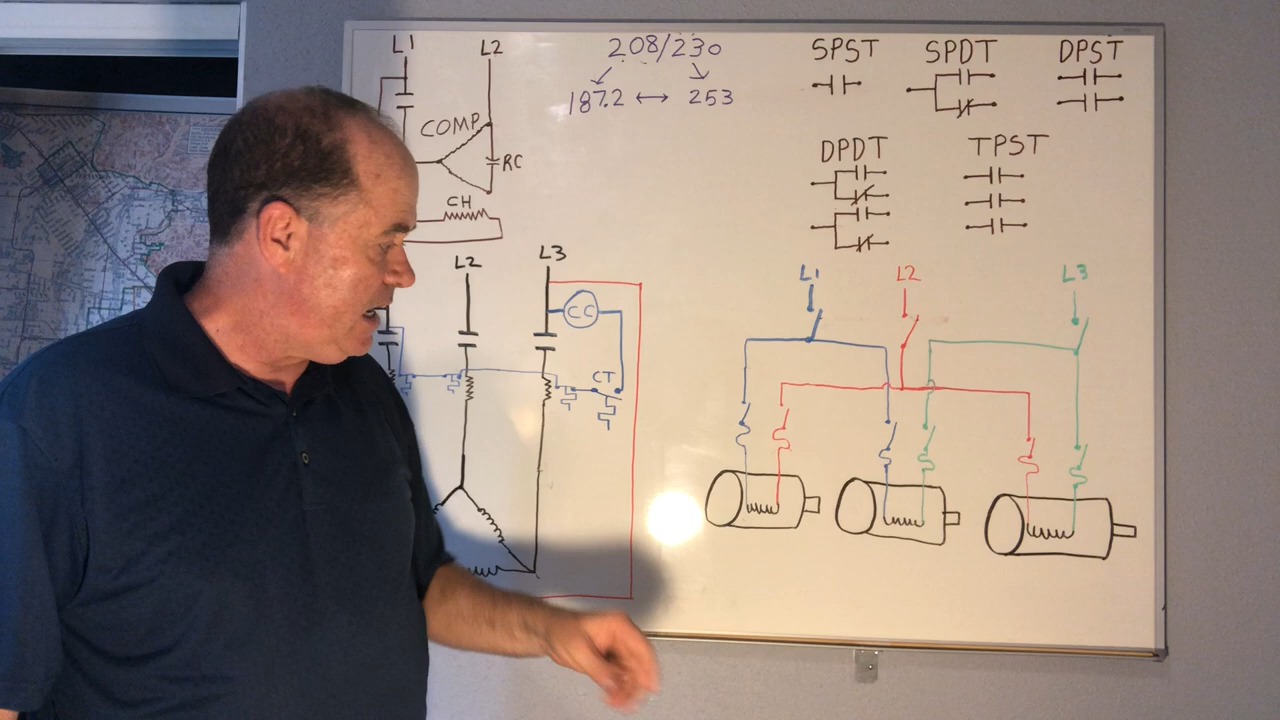 L1 L2
208/230
SPST SPDT DPST
187.2 ↔ 253
COMP
RC
DPDT TPST
CH
L2 L3
L1 L2 L3
CC
CT